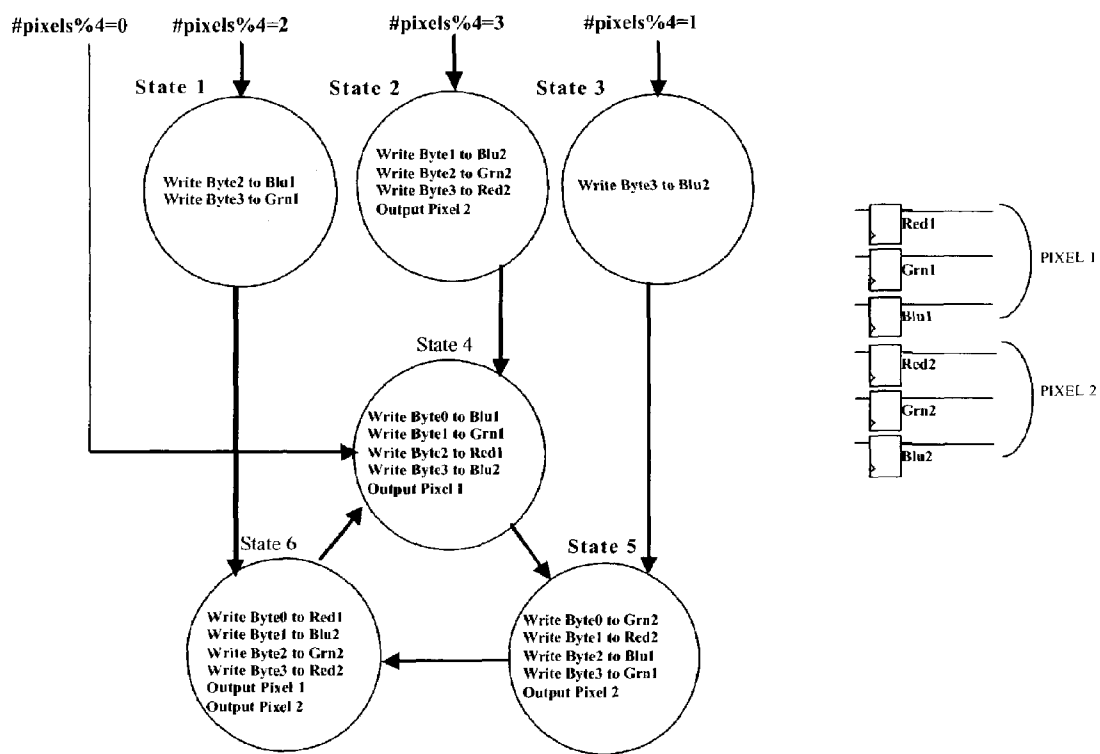 #pixels%4=0
#pixels%4=2
#pixels%4=3
#pixels%4=1
State 1
State 2
State 3
Write Byte2 to Blu1
Write Byte3 to Grn1
Write Byte1 to Blu2
Write Byte2 to Grn2
Write Byte3 to Red2
Output Pixel 2
Write Byte3 to Blu2
Red1
Grn1
Blu1
PIXEL 1
Red2
Grn2
Blu2
PIXEL 2
State 4
Write Byte0 to Blu1
Write Byte1 to Grn1
Write Byte2 to Red1
Write Byte3 to Blu2
Output Pixel 1
State 6
Write Byte0 to Red1
Write Byte1 to Blu2
Write Byte2 to Grn2
Write Byte3 to Red2
Output Pixel 1
Output Pixel 2
State 5
Write Byte0 to Grn2
Write Byte1 to Red2
Write Byte2 to Blu1
Write Byte3 to Grn1
Output Pixel 2